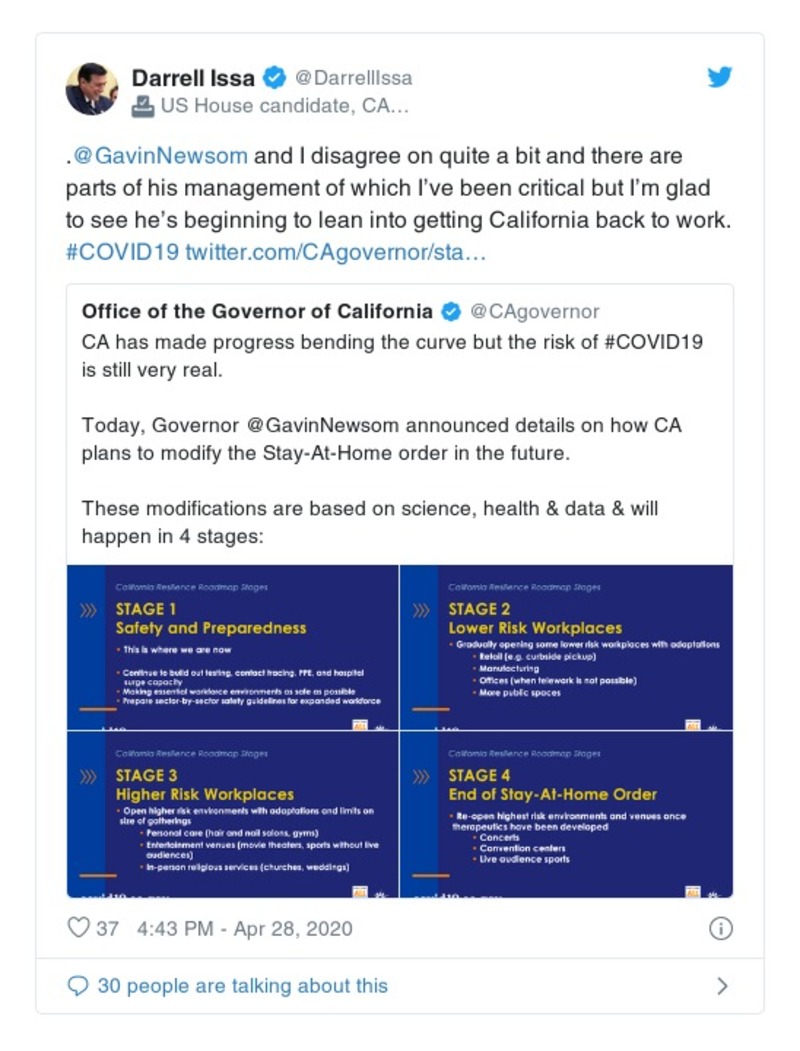 Darrell Issa @DarrellIssa
US House candidate, CA...
.@GavinNewsom and I disagree on quite a bit and there are
parts of his management of which I've been critical but I'm glad
to see he's beginning to lean into getting California back to work.
#COVID19 twitter.com/CAgovernor/sta...
Office of the Governor of California @CAgovernor
CA has made progress bending the curve but the risk of #COVID19
is still very real.
Today, Governor @GavinNewsom announced details on how CA
plans to modify the Stay-At-Home order in the future.
These modifications are based on science, health & data & will
happen in 4 stages:
California Resilience Roadmap Stages
STAGE 1
Safety and Preparedness
• This is where we are now
• Continue to build out testing, contact tracing, PPE, and hospital
surge capacity
• Making essential workforce environments as safe as possible
• Prepare sector-by-sector safety guidelines for expanded workforce
California Resilience Roadmap Stages
STAGE 2
Lower Risk Workplaces
• Gradually opening some lower risk workplaces with adaptations
• Retail (e.g. curbside pickup)
• Manufacturing
• Offices (when telework is not possible)
• More public spaces
California Resilience Roadmap Stages
STAGE 3
Higher Risk Workplaces
• Open higher risk environments with adaptations and limits on
size of gatherings
• Personal care (hair and nail salons, gyms)
• Entertainment venues (movie theaters, sports without live
audiences)
• In-person religious services (churches, weddings)
California Resilience Roadmap Stages
STAGE 4
End of Stay-At-Home Order
• Re-open highest risk environments and venues once
therapeutics have been developed
• Concerts
• Convention centers
• Live audience sports
37 4:43 PM - Apr 28, 2020
30 people are talking about this